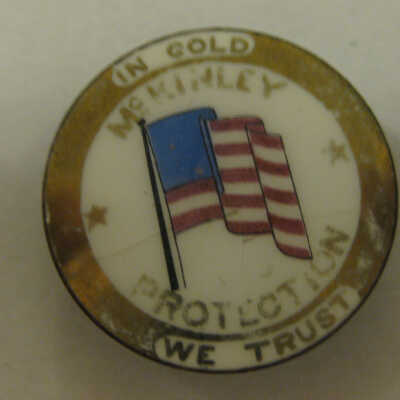 IN GOLD
McKINLEY
PROTECTION
WE TRUST